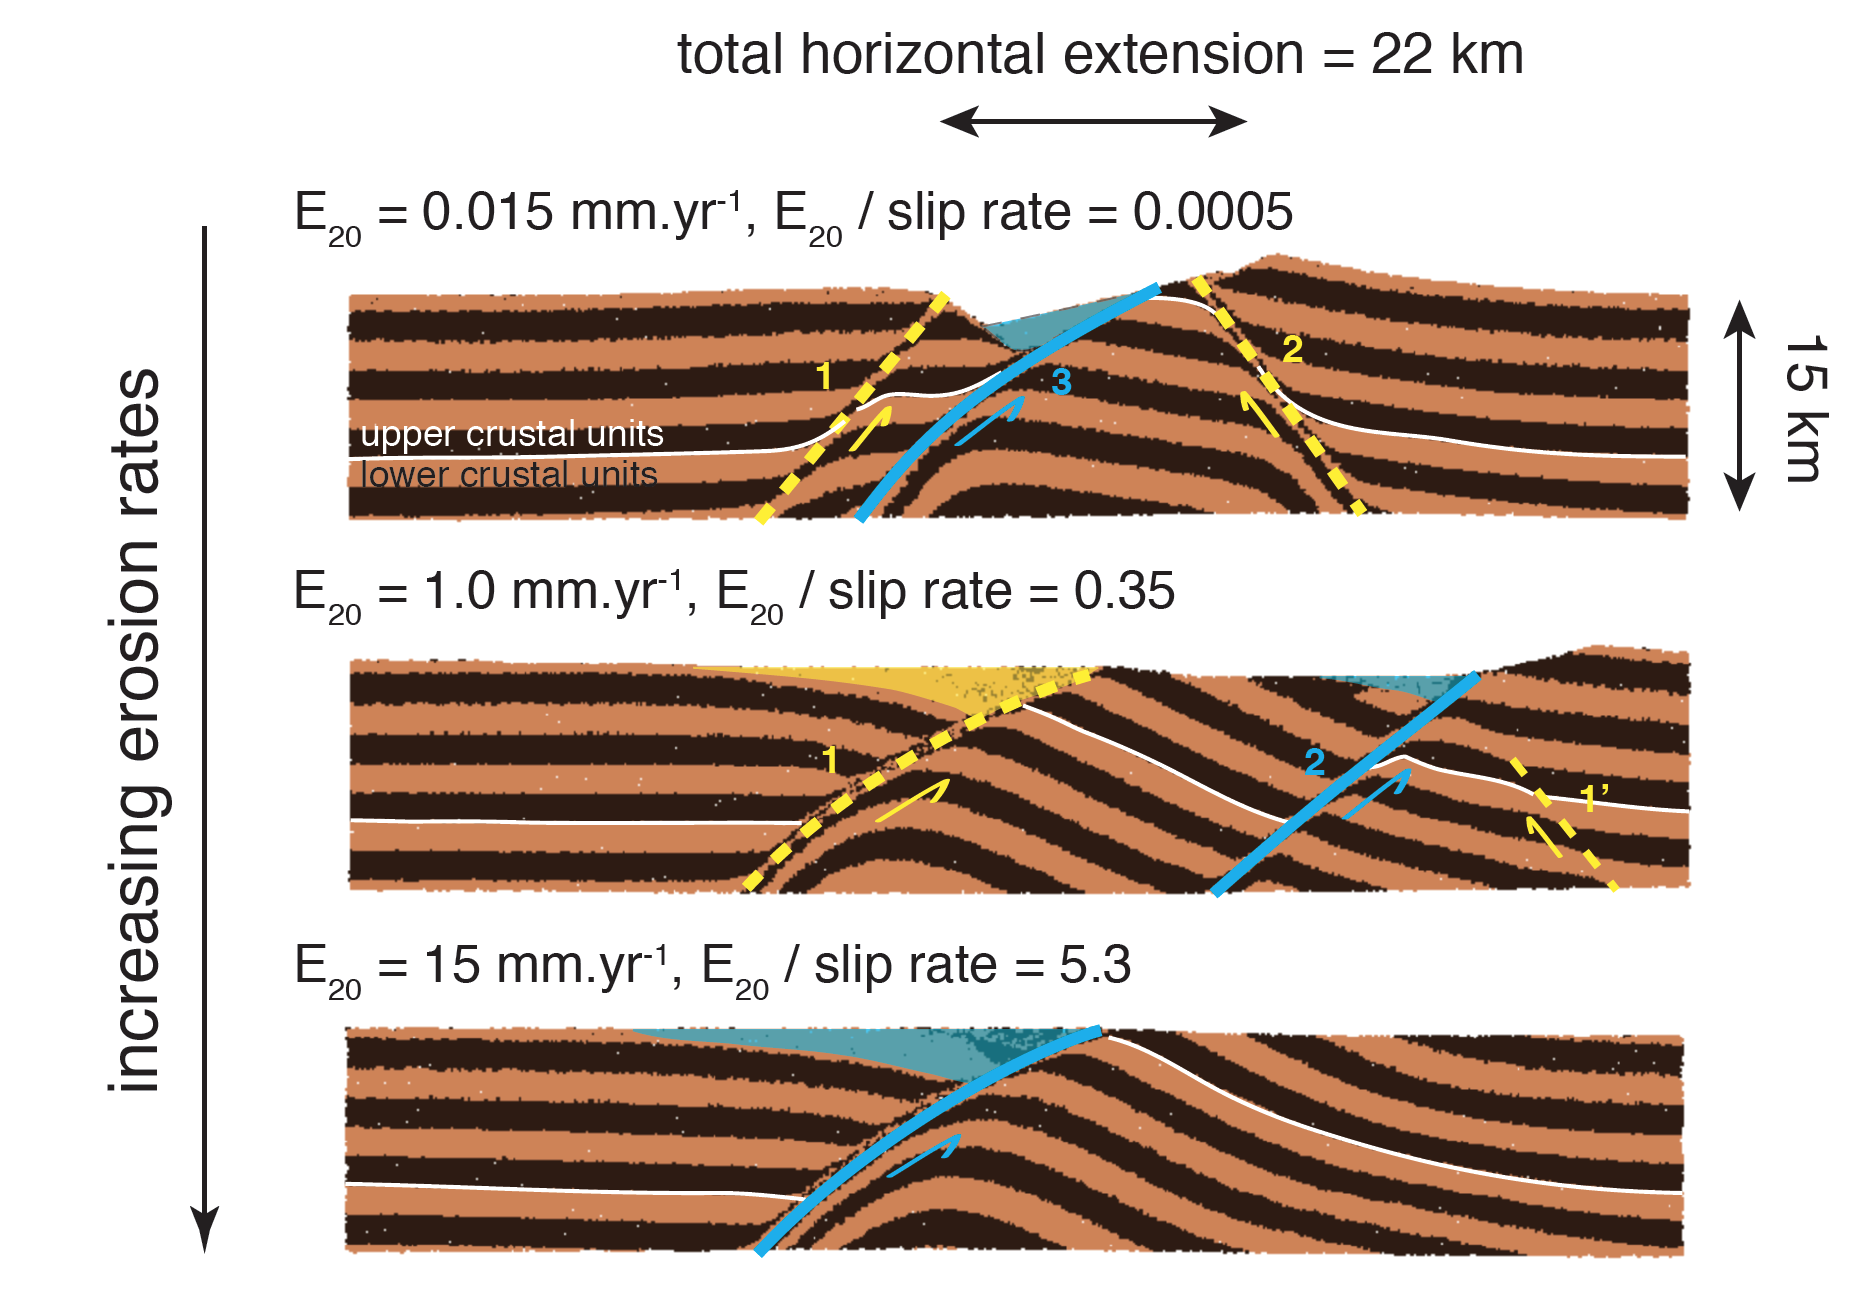 total horizontal extension = 22 km
E₂₀ = 0.015 mm.yr⁻¹, E₂₀ / slip rate = 0.0005
1
2
3
upper crustal units
lower crustal units
15 km
increasing erosion rates
E₂₀ = 1.0 mm.yr⁻¹, E₂₀ / slip rate = 0.35
1
2
1’
E₂₀ = 15 mm.yr⁻¹, E₂₀ / slip rate = 5.3